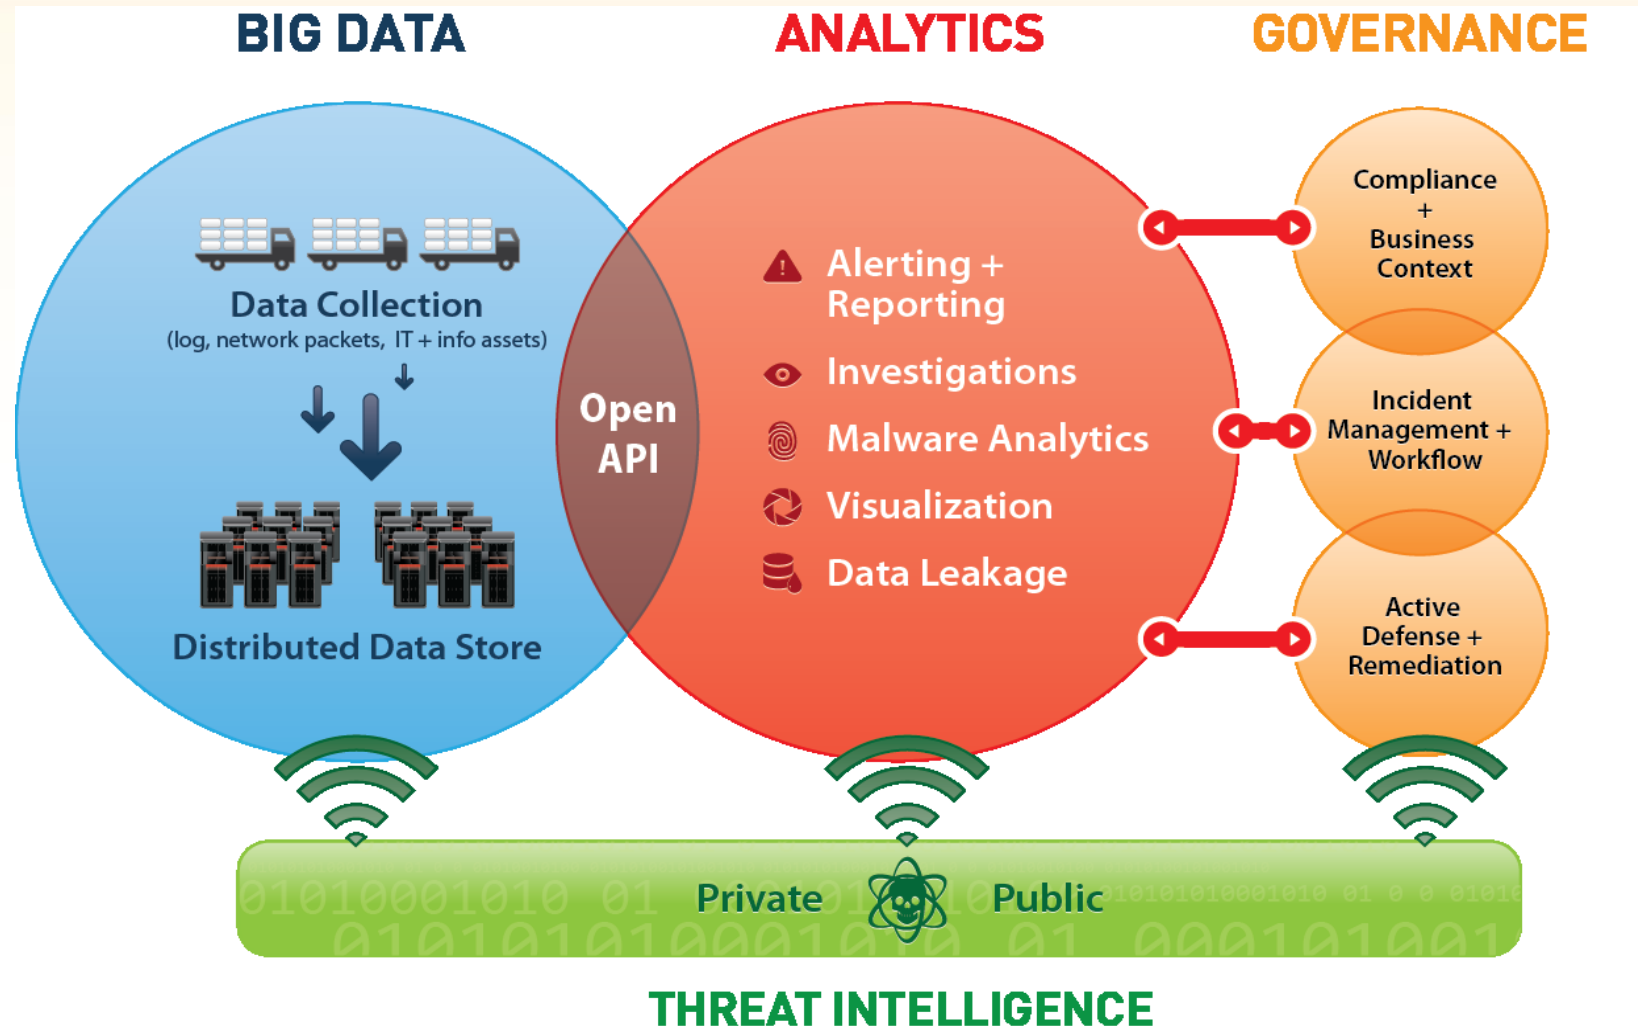 BIG DATA
ANALYTICS
GOVERNANCE
Data Collection
(log, network packets, IT + info assets)
Distributed Data Store
Open
API
Alerting +
Reporting
Investigations
Malware Analytics
Visualization
Data Leakage
Compliance
+
Business
Context
Incident
Management +
Workflow
Active
Defense +
Remediation
Private
Public
THREAT INTELLIGENCE